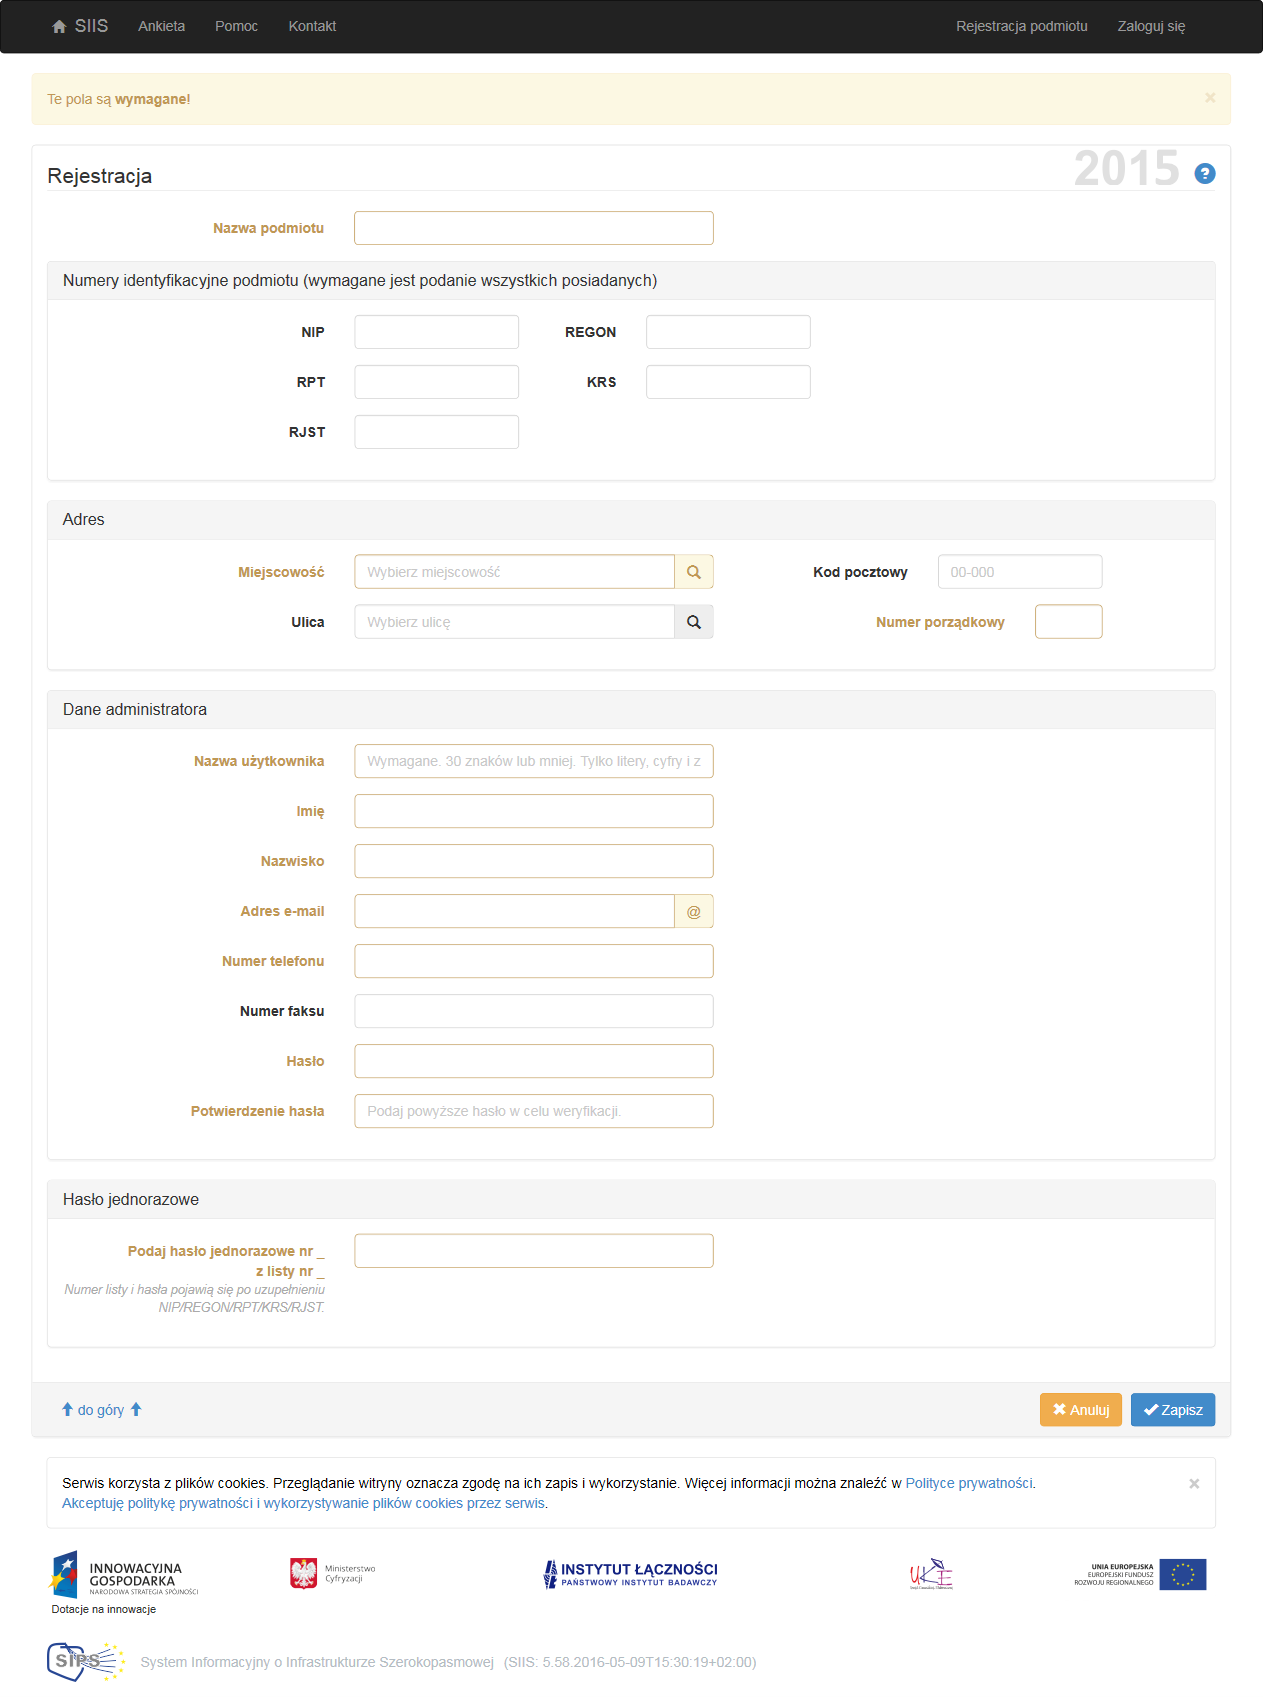 SIIS Ankieta Pomoc Kontakt Rejestracja podmiotu Zaloguj się
Te pola są wymagane! ×
Rejestracja 2015 ?
Nazwa podmiotu
Numery identyfikacyjne podmiotu (wymagane jest podanie wszystkich posiadanych)
NIP REGON
RPT KRS
RJST
Adres
Miejscowość Wybierz miejscowość Kod pocztowy 00-000
Ulica Wybierz ulicę Numer porządkowy
Dane administratora
Nazwa użytkownika Wymagane. 30 znaków lub mniej. Tylko litery, cyfry i z
Imię
Nazwisko
Adres e-mail @
Numer telefonu
Numer faksu
Hasło
Potwierdzenie hasła Podaj powyższe hasło w celu weryfikacji.
Hasło jednorazowe
Podaj hasło jednorazowe nr _
z listy nr _
Numer listy i hasła pojawią się po uzupełnieniu
NIP/REGON/RPT/KRS/RJST.
do góry Anuluj Zapisz
Serwis korzysta z plików cookies. Przeglądanie witryny oznacza zgodę na ich zapis i wykorzystanie. Więcej informacji można znaleźć w Polityce prywatności. ×
Akceptuję politykę prywatności i wykorzystywanie plików cookies przez serwis.
INNOWACYJNA
GOSPODARKA
NARODOWA STRATEGIA SPÓJNOŚCI
Dotacje na innowacje
Ministerstwo
Cyfryzacji
INSTYTUT ŁĄCZNOŚCI
PAŃSTWOWY INSTYTUT BADAWCZY
UKE
UNIA EUROPEJSKA
EUROPEJSKI FUNDUSZ
ROZWOJU REGIONALNEGO
SIPS System Informacyjny o Infrastrukturze Szerokopasmowej (SIIS: 5.58.2016-05-09T15:30:19+02:00)